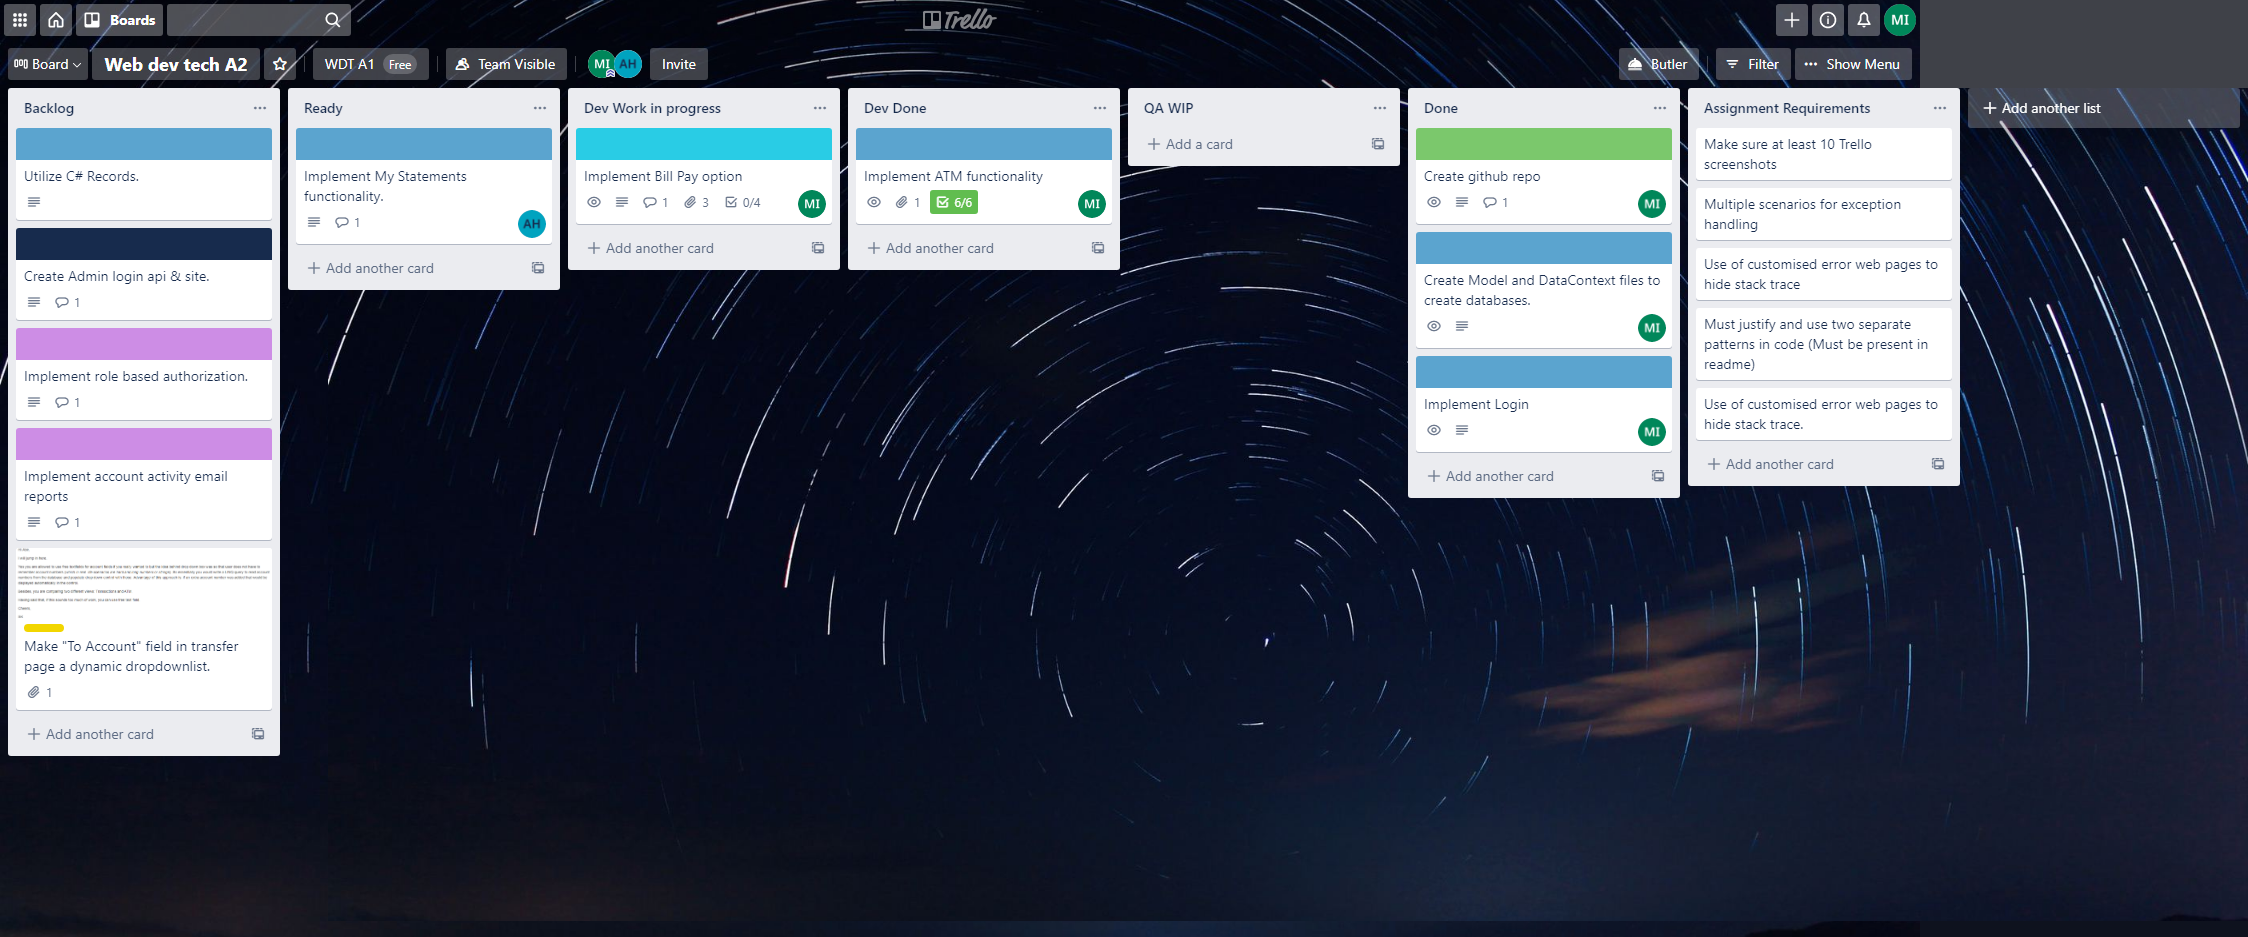 Boards
Trello
MI
Board
Web dev tech A2
WDT A1 Free
Team Visible
MI AH
Invite
Butler
Filter
··· Show Menu
Backlog
Utilize C# Records.
Create Admin login api & site.
1
Implement role based authorization.
1
Implement account activity email
reports
1
Make "To Account" field in transfer
page a dynamic dropdownlist.
1
+ Add another card
Ready
Implement My Statements
functionality.
1
AH
+ Add another card
Dev Work in progress
Implement Bill Pay option
1 3 0/4
MI
+ Add another card
Dev Done
Implement ATM functionality
1 6/6
MI
+ Add another card
QA WIP
+ Add a card
Done
Create github repo
1
MI
Create Model and DataContext files to
create databases.
MI
Implement Login
MI
+ Add another card
Assignment Requirements
Make sure at least 10 Trello
screenshots
Multiple scenarios for exception
handling
Use of customised error web pages to
hide stack trace
Must justify and use two separate
patterns in code (Must be present in
readme)
Use of customised error web pages to
hide stack trace.
+ Add another card
+ Add another list